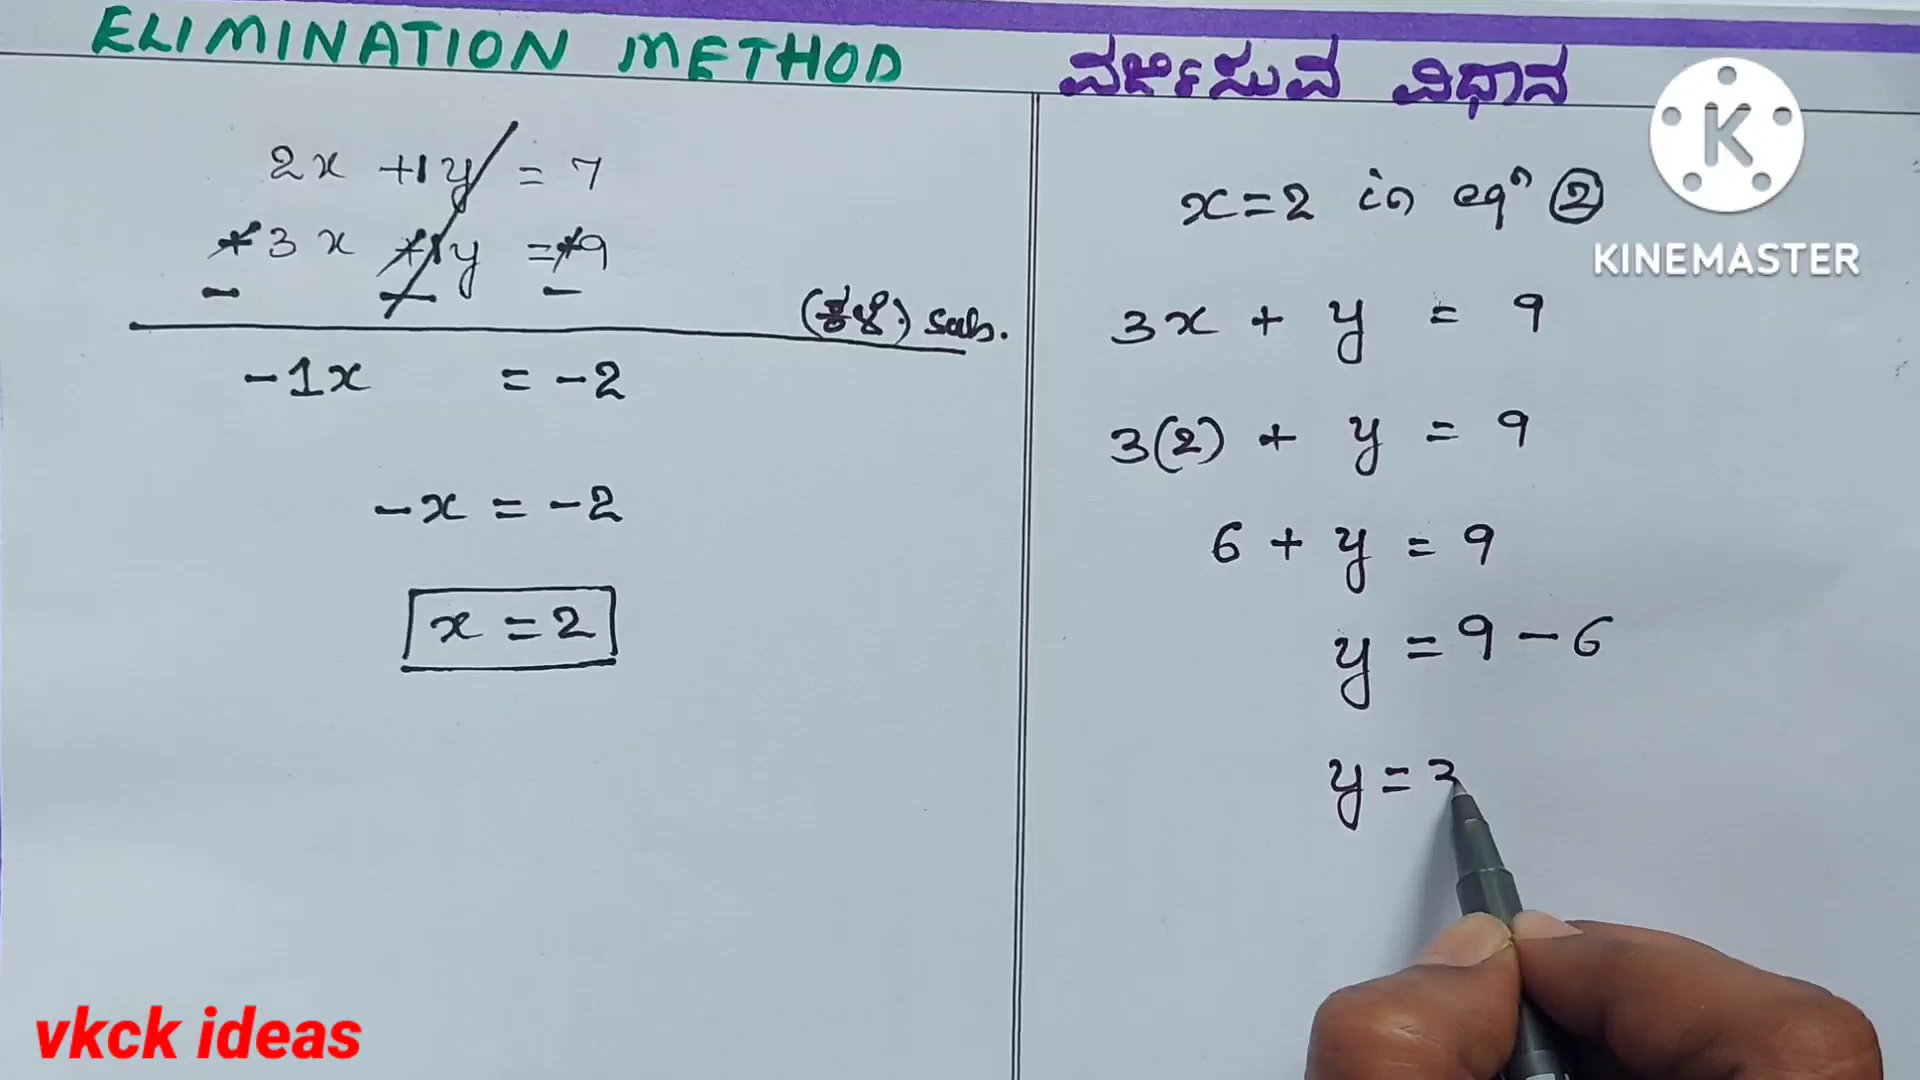 ELIMINATION METHOD
ವರ್ಜಿಸುವ ವಿಧಾನ
2x +1y = 7
+3x +1y = +9
- - -
(ಕಳೆ.) Sub.
-1x = -2
-x = -2
x = 2
x=2 in eqⁿ ②
3x + y = 9
3(2) + y = 9
6 + y = 9
y = 9 - 6
y = 3
K
KINEMASTER
vkck ideas